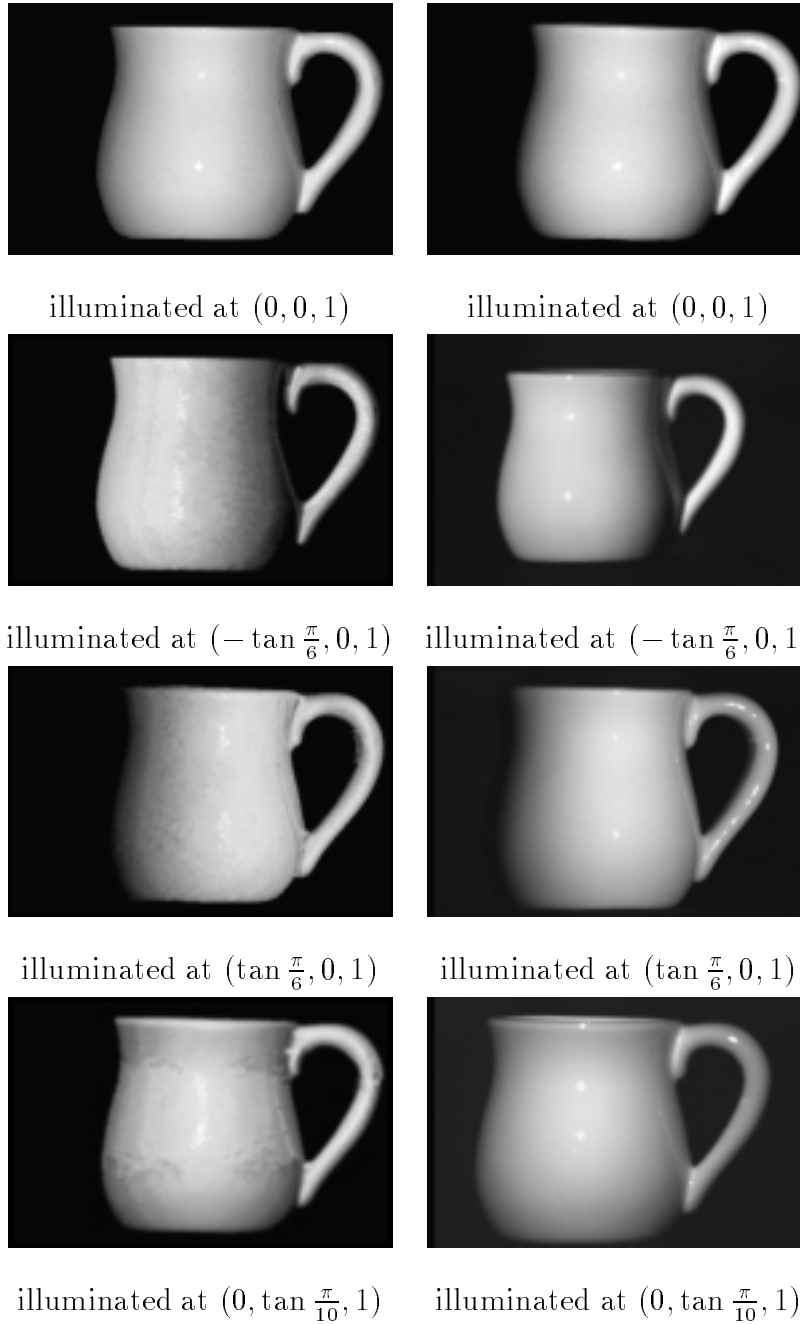 illuminated at (0, 0, 1) illuminated at (0, 0, 1)
illuminated at (− tan π/6, 0, 1) illuminated at (− tan π/6, 0, 1
illuminated at (tan π/6, 0, 1) illuminated at (tan π/6, 0, 1)
illuminated at (0, tan π/10, 1) illuminated at (0, tan π/10, 1)